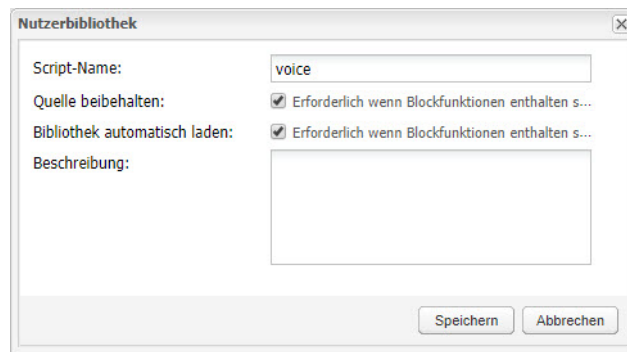 Nutzerbibliothek
Script-Name: voice
Quelle beibehalten: Erforderlich wenn Blockfunktionen enthalten s...
Bibliothek automatisch laden: Erforderlich wenn Blockfunktionen enthalten s...
Beschreibung:
Speichern Abbrechen